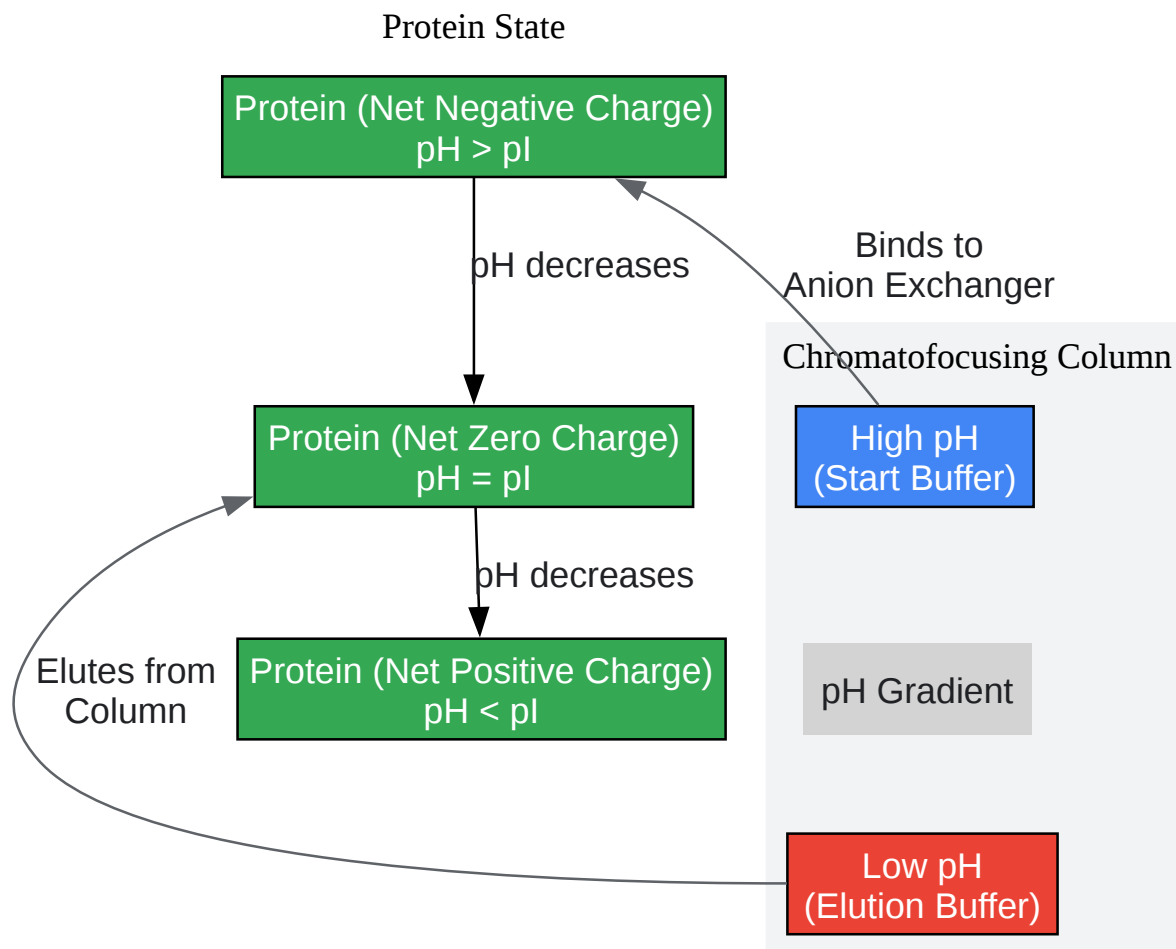 Protein State
Protein (Net Negative Charge)
pH > pI
pH decreases
Binds to
Anion Exchanger
Chromatofocusing Column
Protein (Net Zero Charge)
pH = pI
High pH
(Start Buffer)
pH decreases
Elutes from
Column
Protein (Net Positive Charge)
pH < pI
pH Gradient
Low pH
(Elution Buffer)